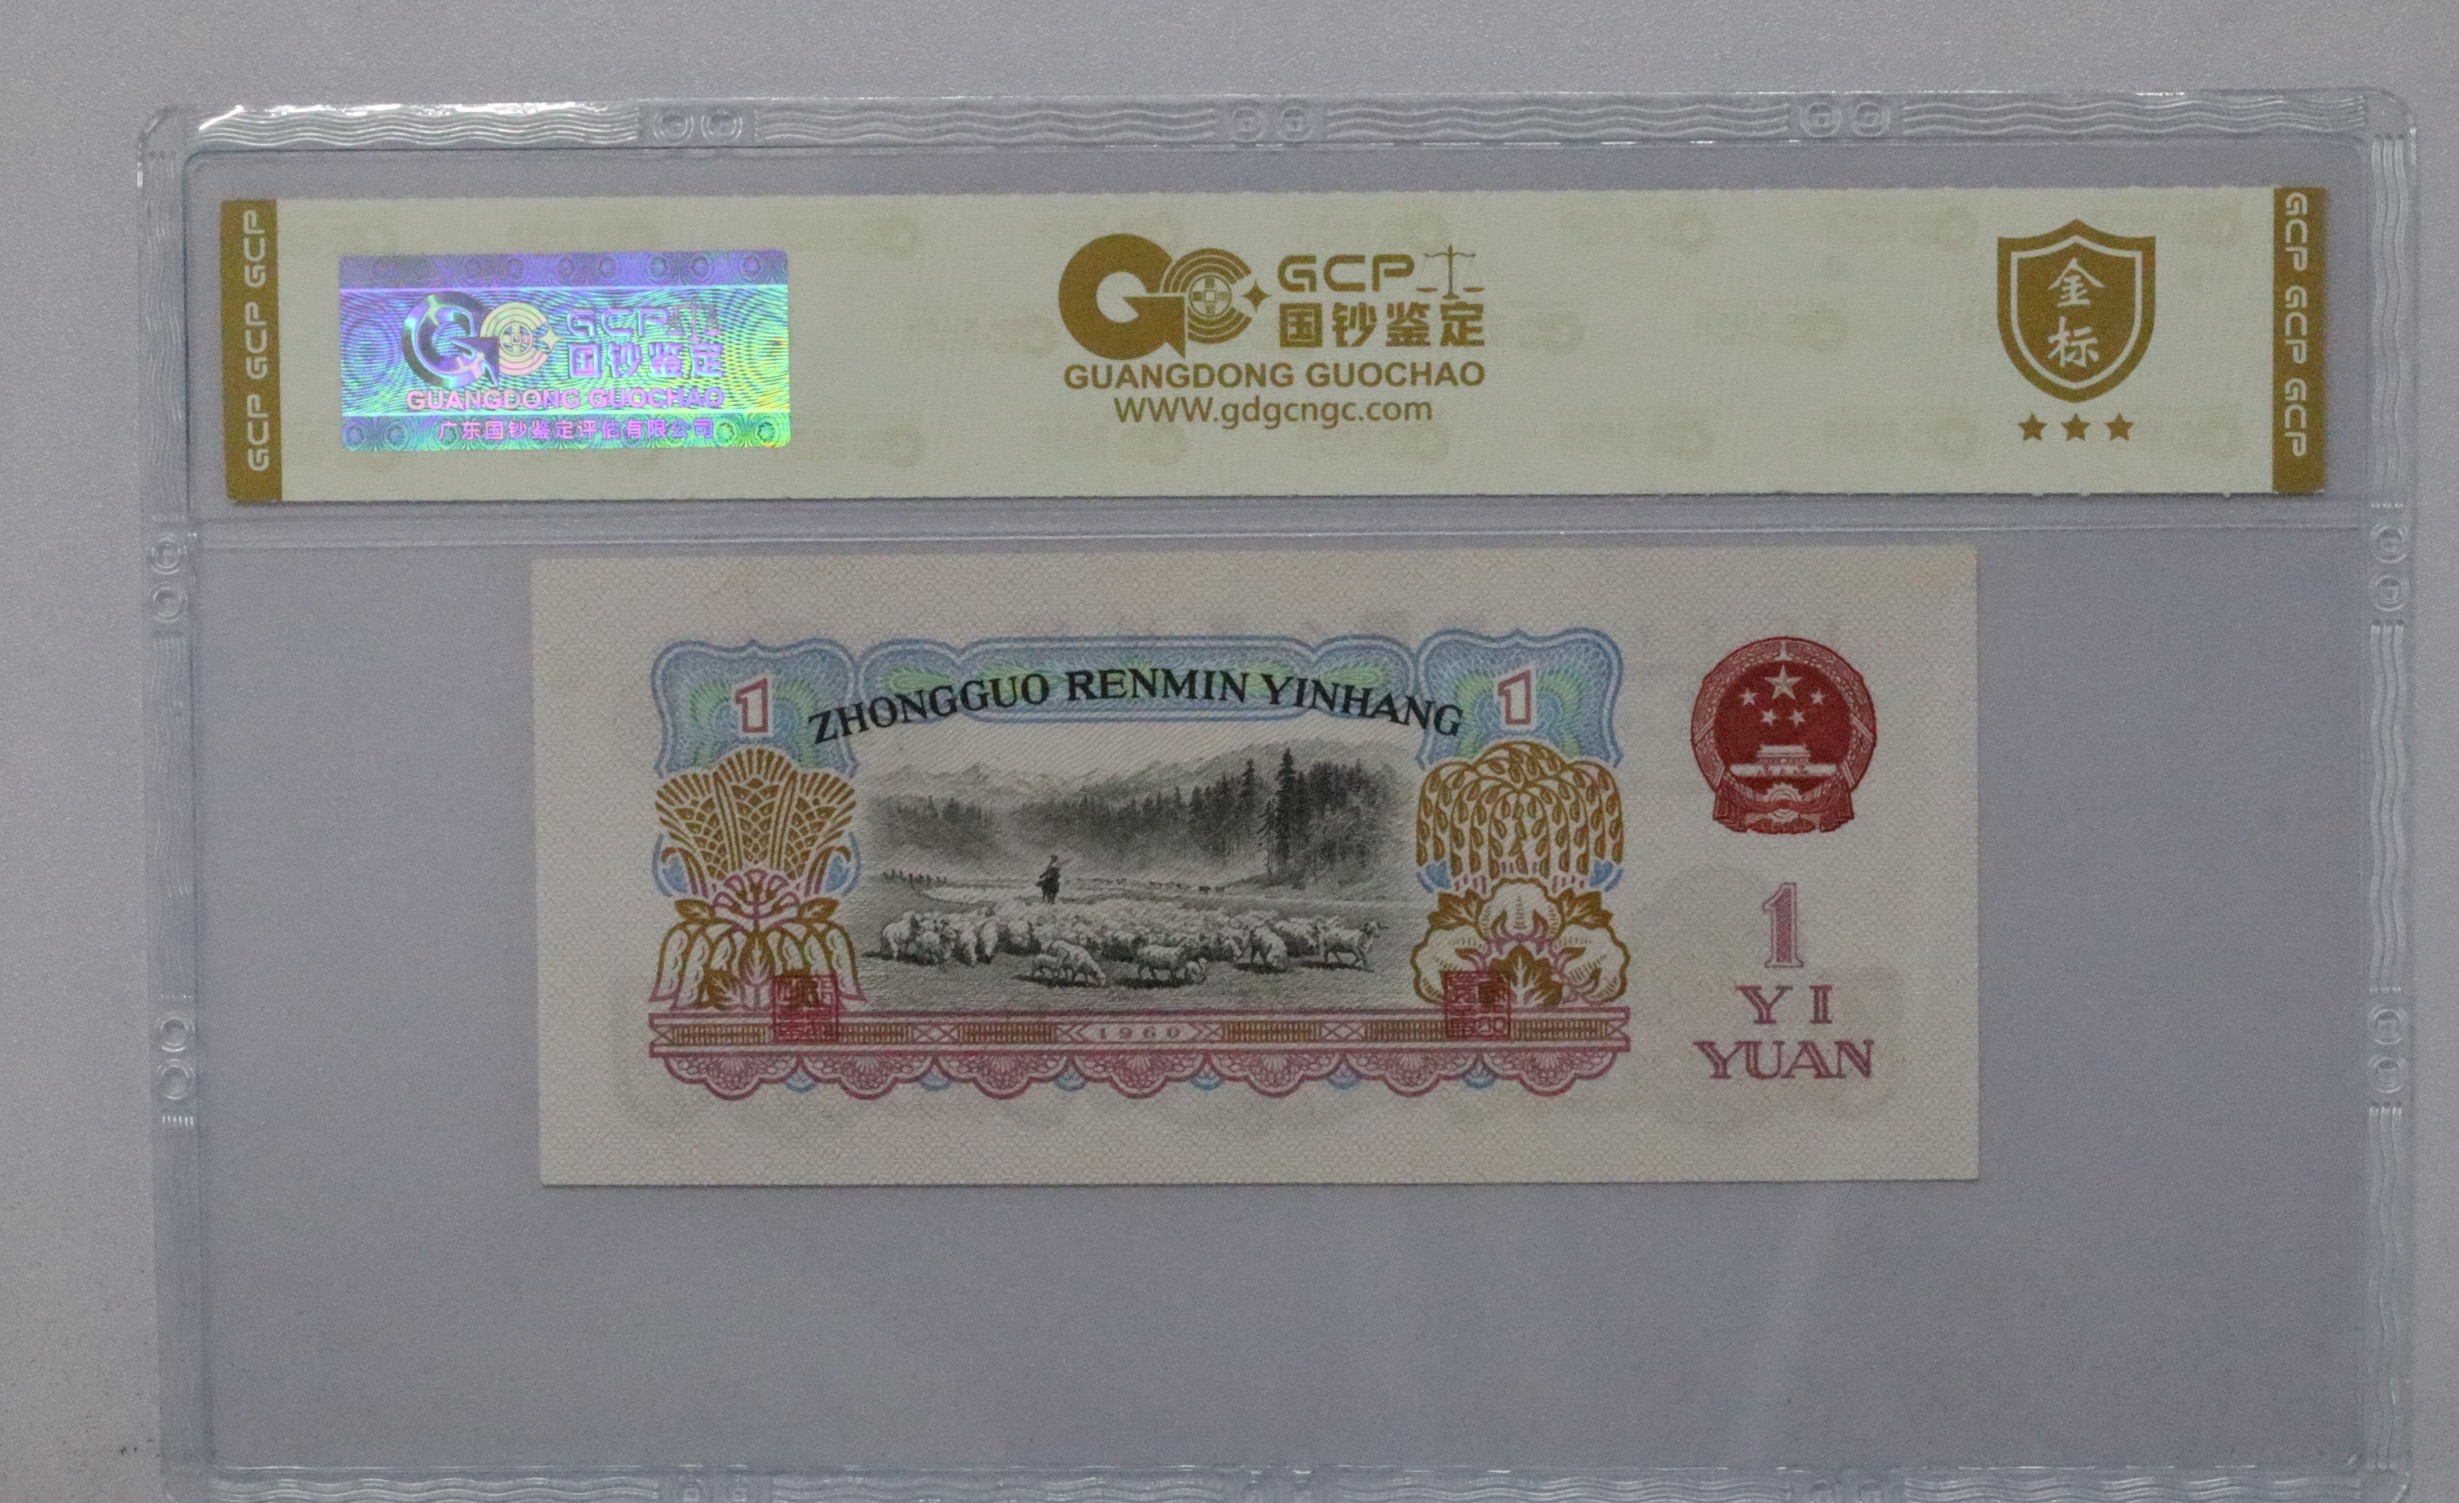 GCP GCP GCP
GCP
国钞鉴定
GUANGDONG GUOCHAO
广东国钞鉴定评估有限公司
GCP
国钞鉴定
GUANGDONG GUOCHAO
WWW.gdgcngc.com
金
标
GCP GCP GCP
1
ZHONGGUO RENMIN YINHANG
1
1960
1
YI
YUAN